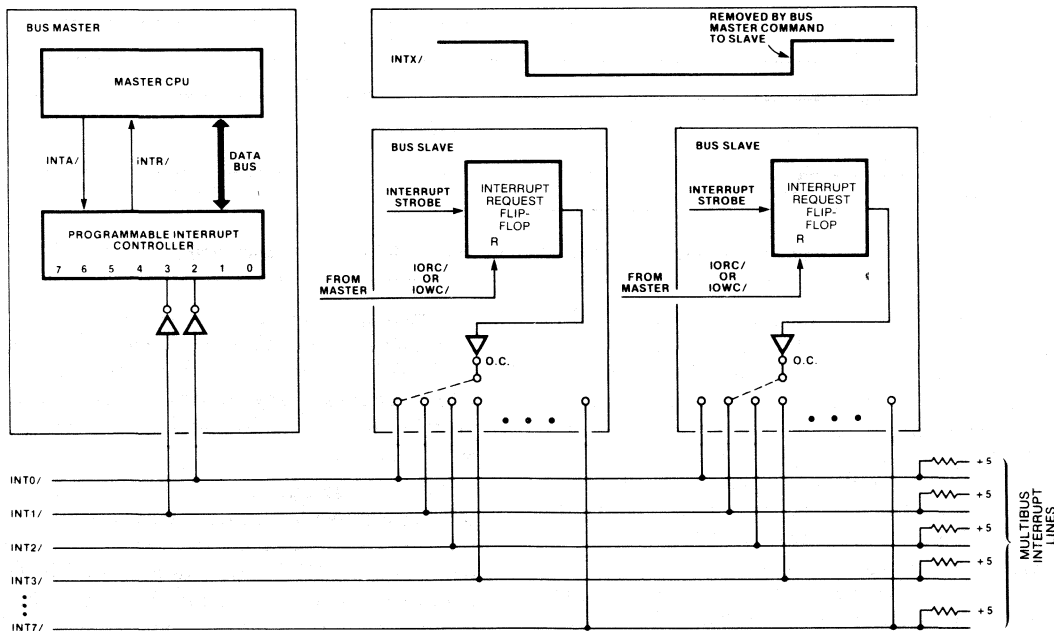 BUS MASTER
MASTER CPU
INTA/
INTR/
DATA
BUS
PROGRAMMABLE INTERRUPT
CONTROLLER
7 6 5 4 3 2 1 0
INTX/
REMOVED BY BUS
MASTER COMMAND
TO SLAVE
BUS SLAVE
INTERRUPT
STROBE
INTERRUPT
REQUEST
FLIP-
FLOP
R
FROM
MASTER
IORC/
OR
IOWC/
O.C.
BUS SLAVE
INTERRUPT
STROBE
INTERRUPT
REQUEST
FLIP-
FLOP
R
FROM
MASTER
IORC/
OR
IOWC/
O.C.
INT0/
+5
INT1/
+5
INT2/
+5
INT3/
+5
INT7/
+5
MULTIBUS
INTERRUPT
LINES